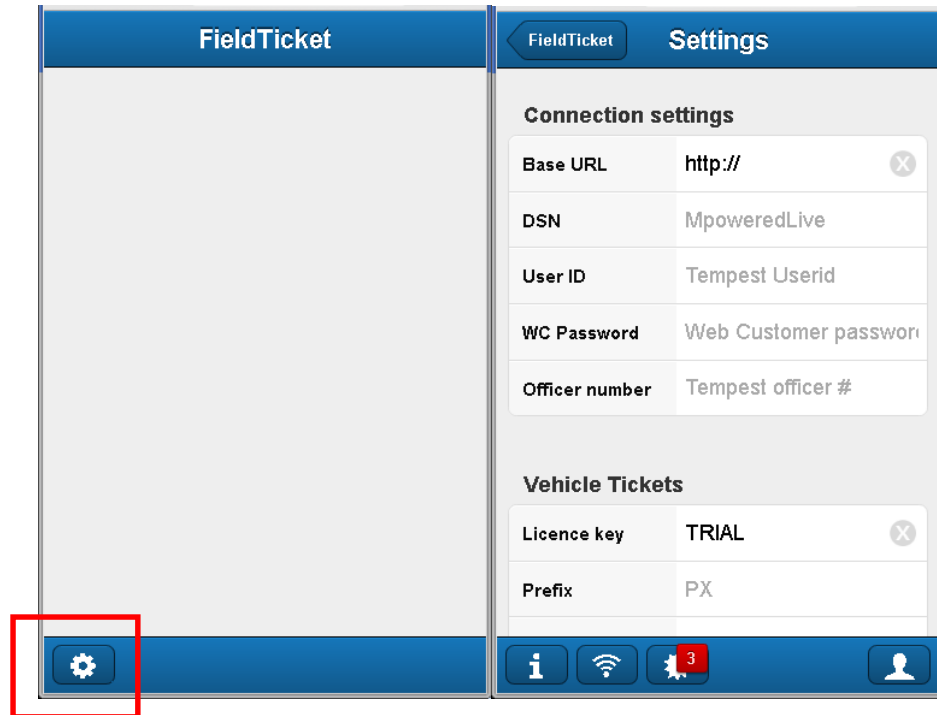 FieldTicket
FieldTicket Settings
Connection settings
Base URL http://
DSN MpoweredLive
User ID Tempest Userid
WC Password Web Customer password
Officer number Tempest officer #
Vehicle Tickets
Licence key TRIAL
Prefix PX
3